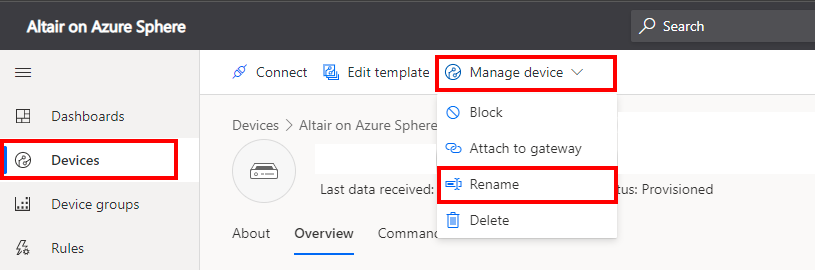 Altair on Azure Sphere
Search
Connect
Edit template
Manage device
Dashboards
Devices
Device groups
Rules
Devices > Altair on Azure Sphere
Block
Attach to gateway
Rename
Delete
Last data received:
tus: Provisioned
About
Overview
Comman